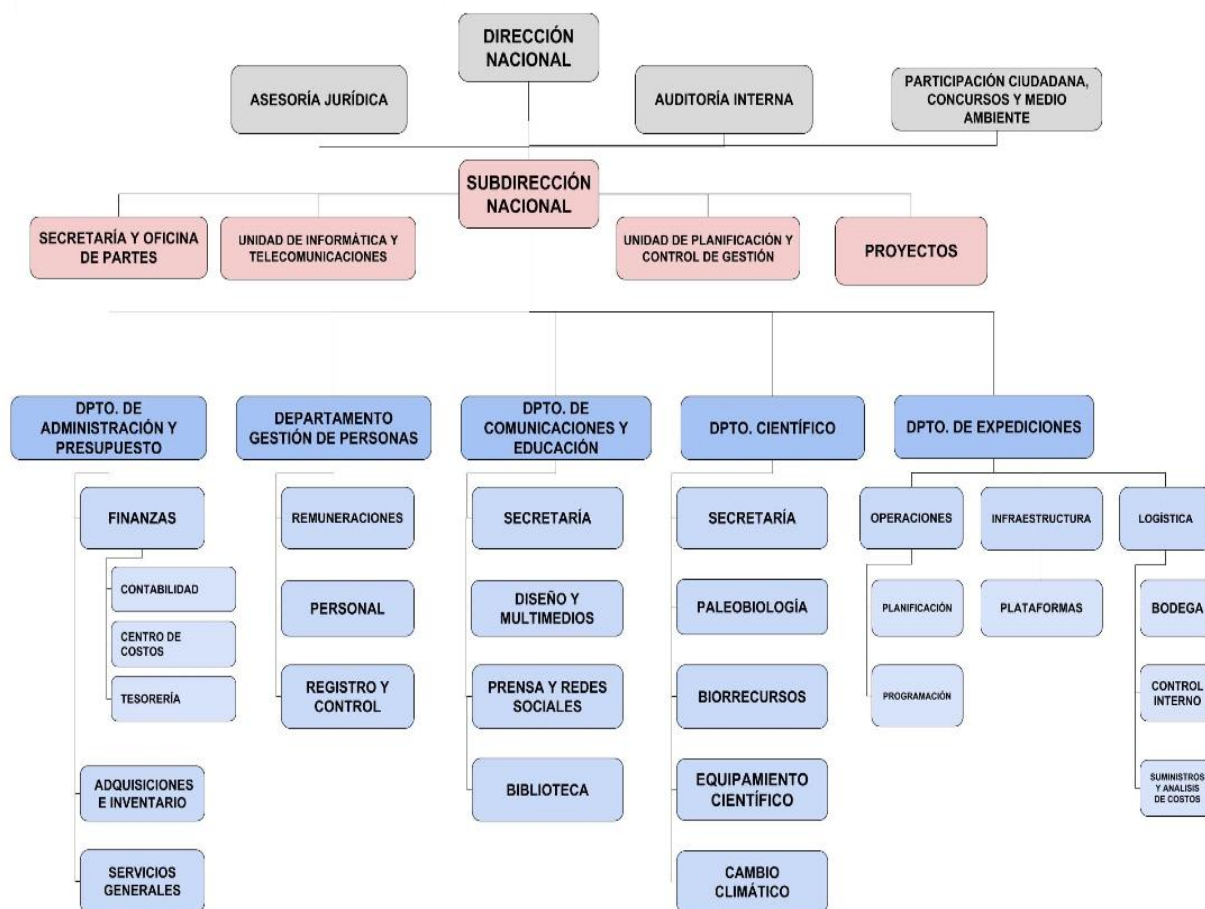 DIRECCIÓN
NACIONAL
ASESORÍA JURÍDICA
AUDITORÍA INTERNA
PARTICIPACIÓN CIUDADANA,
CONCURSOS Y MEDIO
AMBIENTE
SUBDIRECCIÓN
NACIONAL
SECRETARÍA Y OFICINA
DE PARTES
UNIDAD DE INFORMÁTICA Y
TELECOMUNICACIONES
UNIDAD DE PLANIFICACIÓN Y
CONTROL DE GESTIÓN
PROYECTOS
DPTO. DE
ADMINISTRACIÓN Y
PRESUPUESTO
FINANZAS
CONTABILIDAD
CENTRO DE
COSTOS
TESORERÍA
ADQUISICIONES
E INVENTARIO
SERVICIOS
GENERALES
DEPARTAMENTO
GESTIÓN DE PERSONAS
REMUNERACIONES
PERSONAL
REGISTRO Y
CONTROL
DPTO. DE
COMUNICACIONES Y
EDUCACIÓN
SECRETARÍA
DISEÑO Y
MULTIMEDIOS
PRENSA Y REDES
SOCIALES
BIBLIOTECA
DPTO. CIENTÍFICO
SECRETARÍA
PALEOBIOLOGÍA
BIORRECURSOS
EQUIPAMIENTO
CIENTÍFICO
CAMBIO
CLIMÁTICO
DPTO. DE EXPEDICIONES
OPERACIONES
PLANIFICACIÓN
PROGRAMACIÓN
INFRAESTRUCTURA
PLATAFORMAS
LOGÍSTICA
BODEGA
CONTROL
INTERNO
SUMINISTROS
Y ANALISIS
DE COSTOS